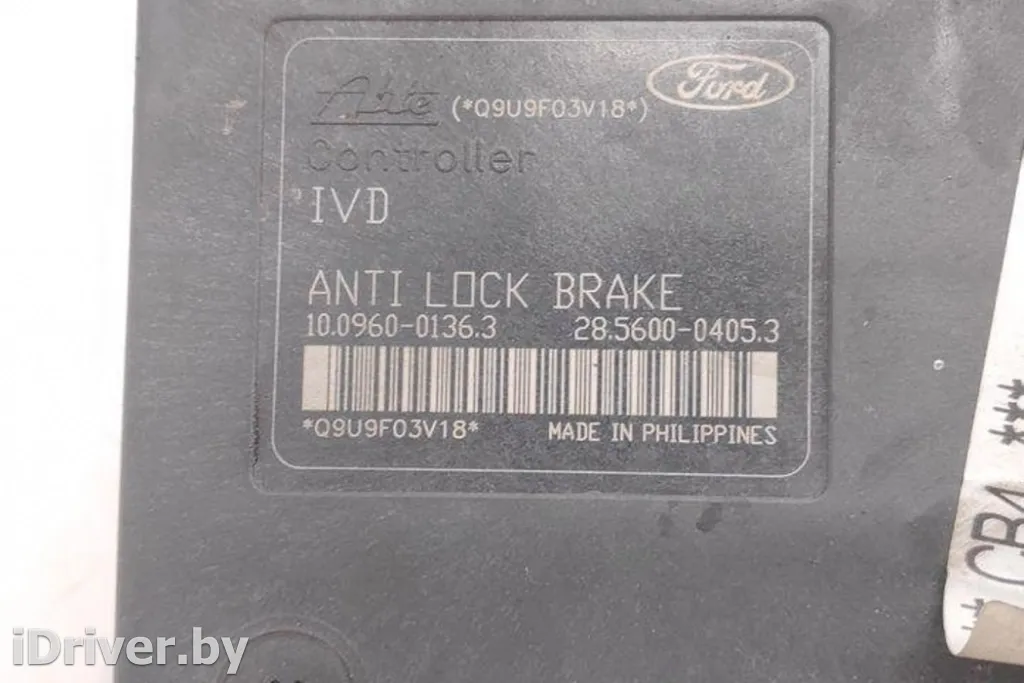 Ford
Ate (*Q9U9F03V18*)
Controller
IVD
ANTI LOCK BRAKE
10.0960-0136.3 28.5600-0405.3
*Q9U9F03V18* MADE IN PHILIPPINES
***
CB4
iDriver.by